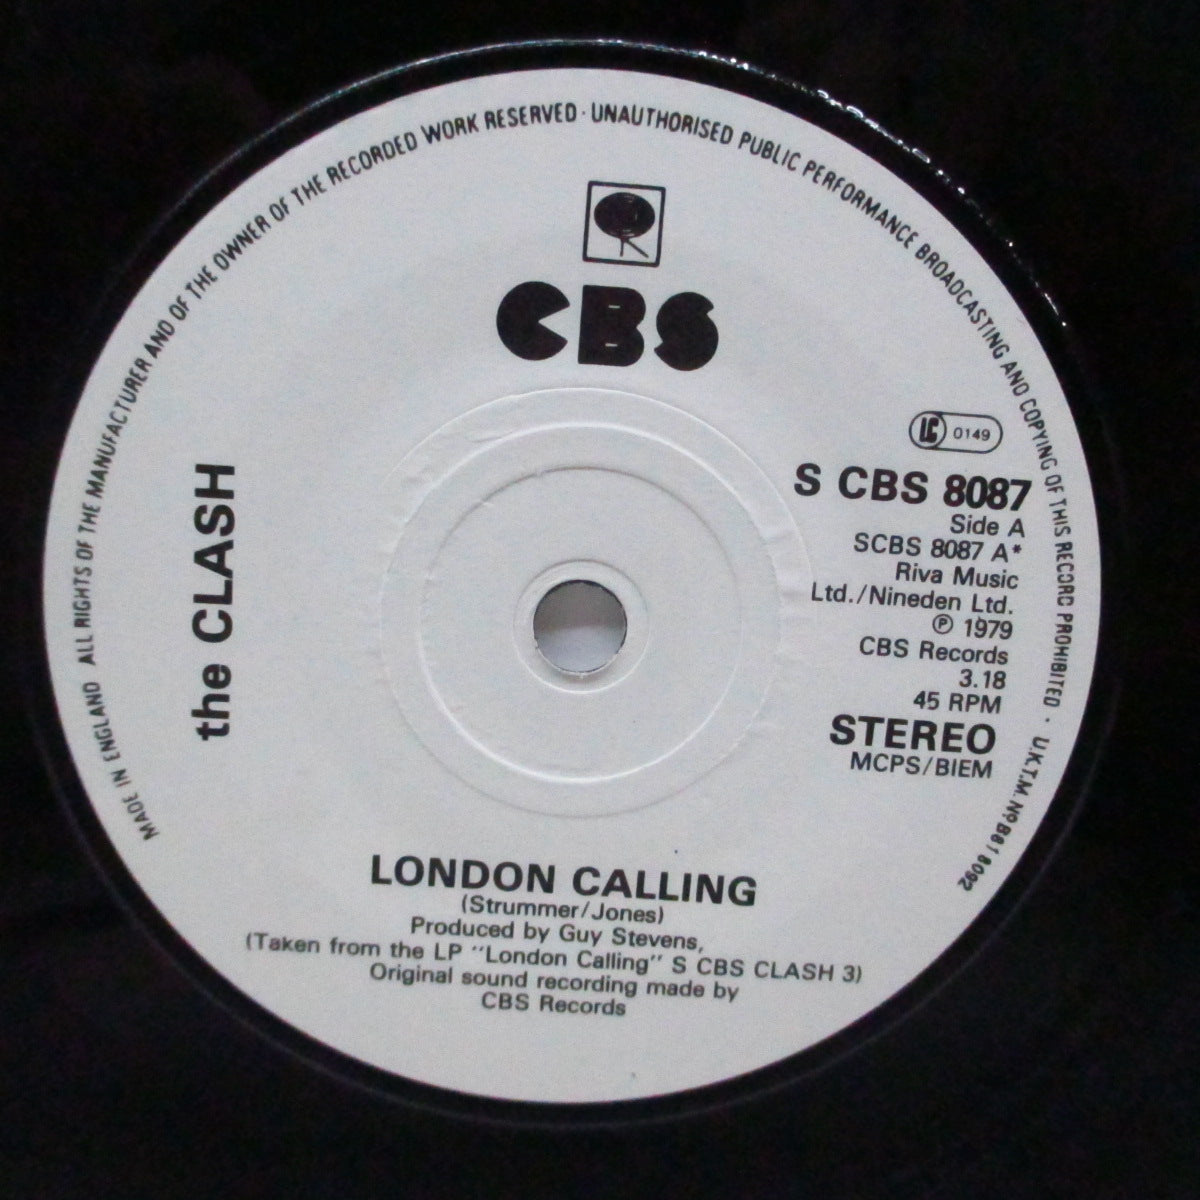 MADE IN ENGLAND ALL RIGHTS OF THE MANUFACTURER AND OF THE OWNER OF THE RECORDED WORK RESERVED · UNAUTHORISED PUBLIC PERFORMANCE BROADCASTING AND COPYING OF THIS RECORD PROHIBITED · U.K.T.M. Nº B818092
CBS
LC 0149
the CLASH
S CBS 8087
Side A
SCBS 8087 A*
Riva Music
Ltd./Nineden Ltd.
℗ 1979
CBS Records
3.18
45 RPM
STEREO
MCPS/BIEM
LONDON CALLING
(Strummer/Jones)
Produced by Guy Stevens,
(Taken from the LP "London Calling" S CBS CLASH 3)
Original sound recording made by
CBS Records